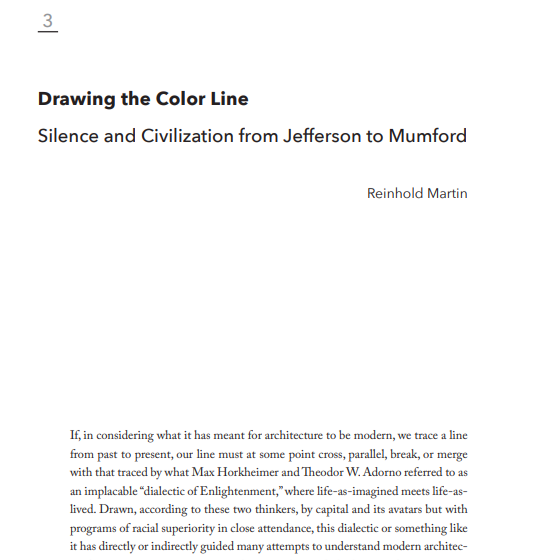 3
Drawing the Color Line
Silence and Civilization from Jefferson to Mumford
Reinhold Martin
If, in considering what it has meant for architecture to be modern, we trace a line
from past to present, our line must at some point cross, parallel, break, or merge
with that traced by what Max Horkheimer and Theodor W. Adorno referred to as
an implacable “dialectic of Enlightenment,” where life-as-imagined meets life-as-
lived. Drawn, according to these two thinkers, by capital and its avatars but with
programs of racial superiority in close attendance, this dialectic or something like
it has directly or indirectly guided many attempts to understand modern architec-